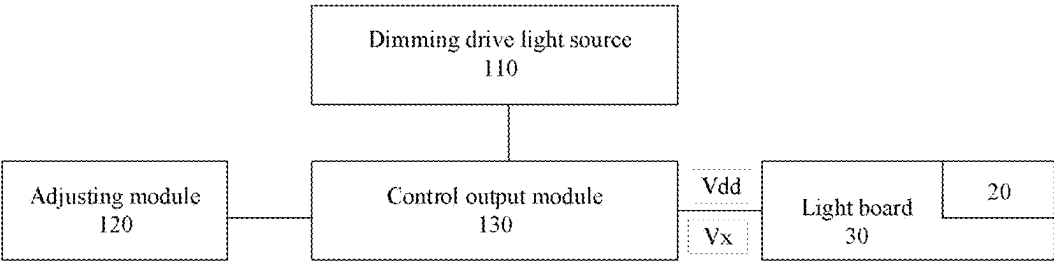 Dimming drive light source
110
Adjusting module
120
Control output module
130
Vdd
Vx
Light board
30
20